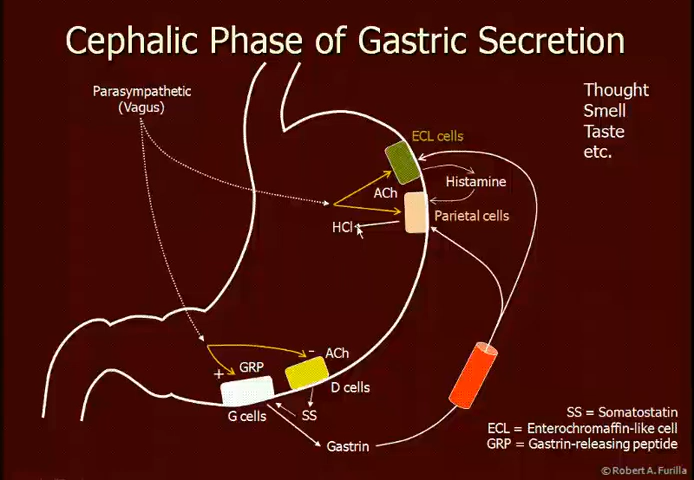 Cephalic Phase of Gastric Secretion
Parasympathetic
(Vagus)
Thought
Smell
Taste
etc.
ECL cells
Histamine
ACh
Parietal cells
HCl
- ACh
+ GRP
D cells
G cells
SS
Gastrin
SS = Somatostatin
ECL = Enterochromaffin-like cell
GRP = Gastrin-releasing peptide
© Robert A. Furilla